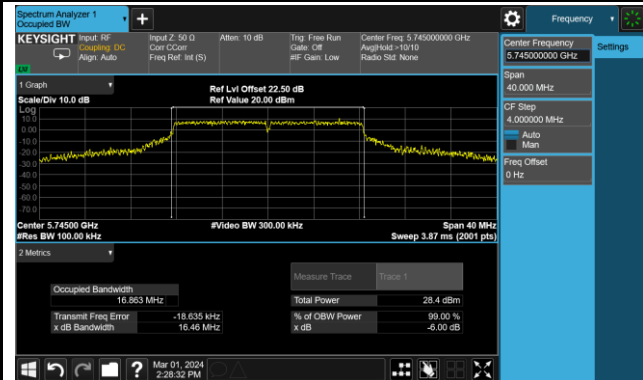 Spectrum Analyzer 1
Occupied BW
Frequency
KEYSIGHT Input: RF Input Z: 50 Ω Atten: 10 dB Trig: Free Run Center Freq: 5.745000000 GHz
Coupling: DC Corr CCorr Gate: Off Avg|Hold:>10/10
Align: Auto Freq Ref: Int (S) #IF Gain: Low Radio Std: None
1 Graph
Ref Lvl Offset 22.50 dB
Scale/Div 10.0 dB Ref Value 20.00 dBm
Log
10.0
0.00
-10.0
-20.0
-30.0
-40.0
-50.0
-60.0
-70.0
Center 5.74500 GHz #Video BW 300.00 kHz Span 40 MHz
#Res BW 100.00 kHz Sweep 3.87 ms (2001 pts)
2 Metrics
Measure Trace Trace 1
Occupied Bandwidth
16.863 MHz Total Power 28.4 dBm
Transmit Freq Error -18.635 kHz % of OBW Power 99.00 %
x dB Bandwidth 16.46 MHz x dB -6.00 dB
Mar 01, 2024
2:28:32 PM
Center Frequency
5.745000000 GHz
Settings
Span
40.000 MHz
CF Step
4.000000 MHz
Auto
Man
Freq Offset
0 Hz